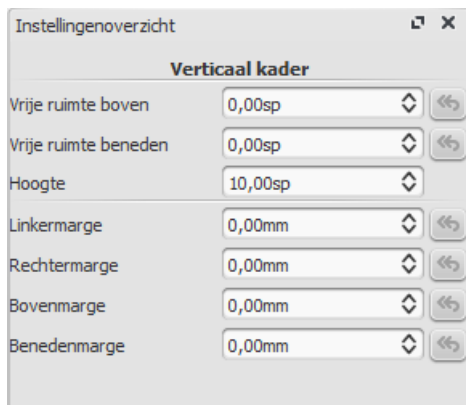 Instellingenoverzicht
Verticaal kader
Vrije ruimte boven 0,00sp
Vrije ruimte beneden 0,00sp
Hoogte 10,00sp
Linkermarge 0,00mm
Rechtermarge 0,00mm
Bovenmarge 0,00mm
Benedenmarge 0,00mm